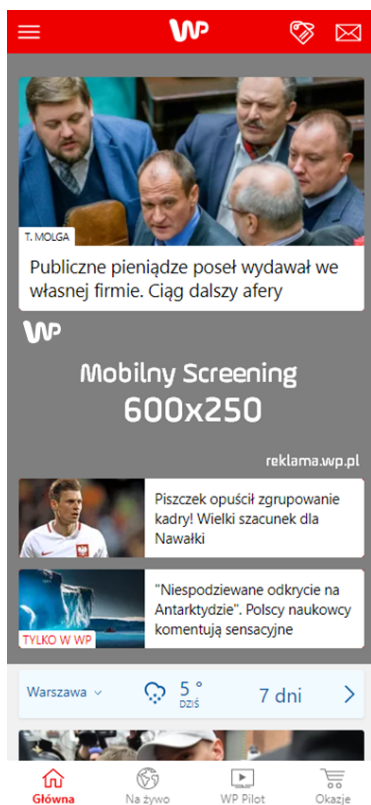 WP
T. MOLGA
Publiczne pieniądze poseł wydawał we
własnej firmie. Ciąg dalszy afery
WP
Mobilny Screening
600x250
reklama.wp.pl
Piszczek opuścił zgrupowanie
kadry! Wielki szacunek dla
Nawałki
"Niespodziewane odkrycie na
Antarktydzie". Polscy naukowcy
komentują sensacyjne
TYLKO W WP
Warszawa
5 °
DZIŚ
7 dni
Główna
Na żywo
WP Pilot
Okazje